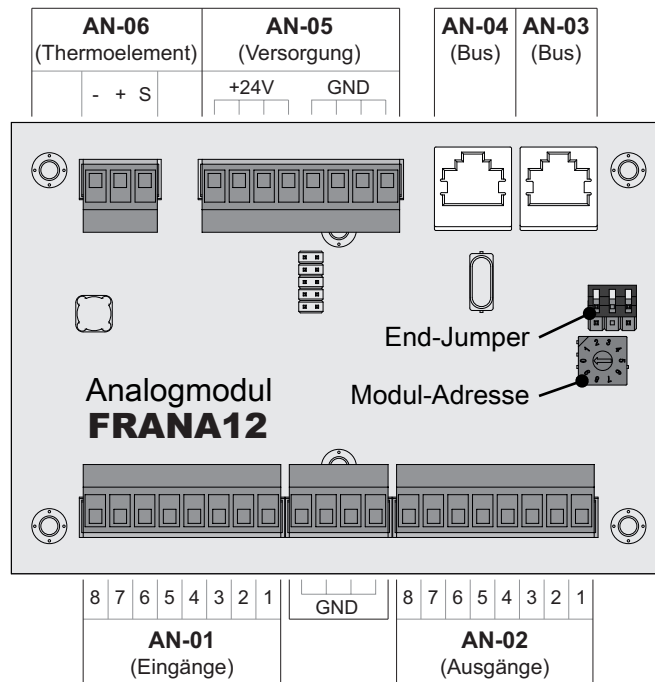 AN-06
(Thermoelement)
AN-05
(Versorgung)
AN-04
(Bus)
AN-03
(Bus)
- + S
+24V
GND
End-Jumper
Modul-Adresse
Analogmodul
FRANA12
8 7 6 5 4 3 2 1
GND
8 7 6 5 4 3 2 1
AN-01
(Eingänge)
AN-02
(Ausgänge)